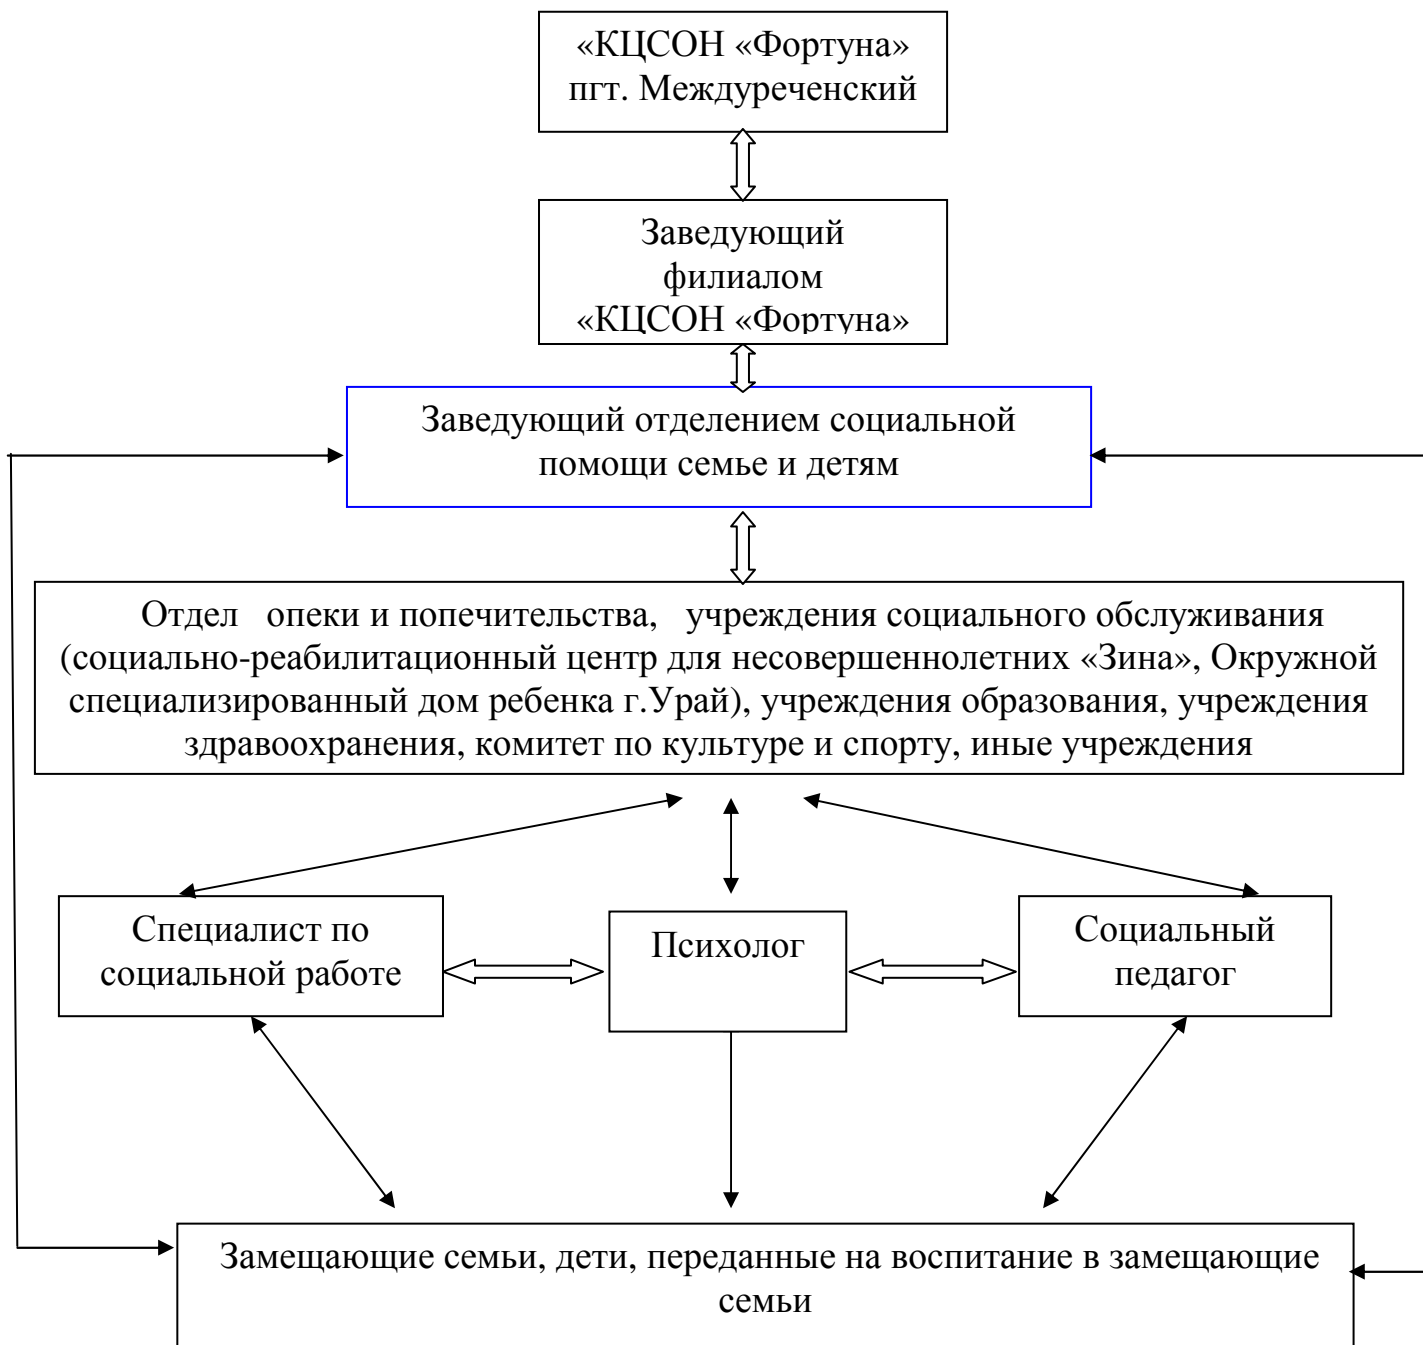 «КЦСОН «Фортуна»
пгт. Междуреченский
Заведующий
филиалом
«КЦСОН «Фортуна»
Заведующий отделением социальной
помощи семье и детям
Отдел опеки и попечительства, учреждения социального обслуживания
(социально-реабилитационный центр для несовершеннолетних «Зина», Окружной
специализированный дом ребенка г.Урай), учреждения образования, учреждения
здравоохранения, комитет по культуре и спорту, иные учреждения
Специалист по
социальной работе
Психолог
Социальный
педагог
Замещающие семьи, дети, переданные на воспитание в замещающие
семьи